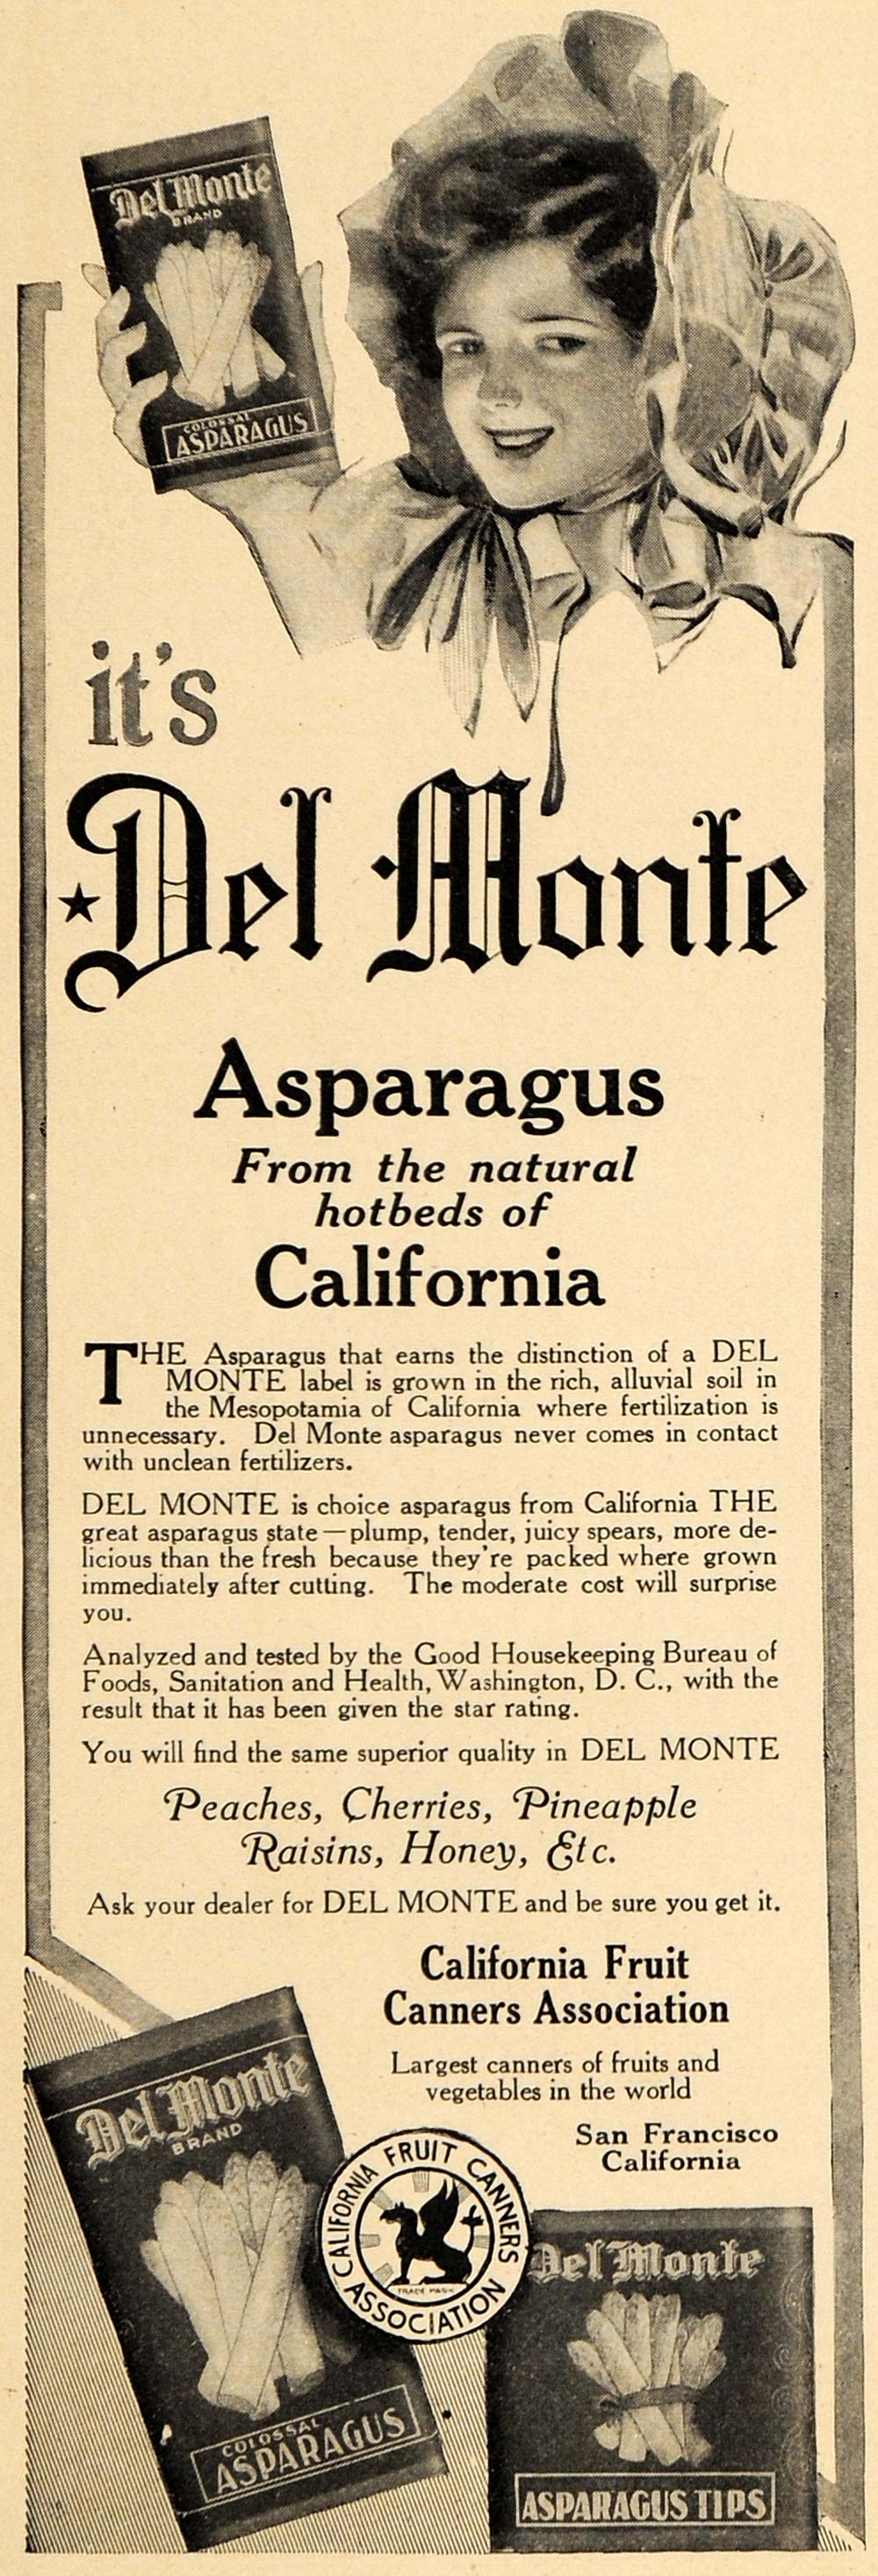 Del Monte
BRAND
COLOSSAL
ASPARAGUS
it's
Del Monte
Asparagus
From the natural
hotbeds of
California
THE Asparagus that earns the distinction of a DEL
MONTE label is grown in the rich, alluvial soil in
the Mesopotamia of California where fertilization is
unnecessary. Del Monte asparagus never comes in contact
with unclean fertilizers.
DEL MONTE is choice asparagus from California THE
great asparagus state—plump, tender, juicy spears, more de-
licious than the fresh because they're packed where grown
immediately after cutting. The moderate cost will surprise
you.
Analyzed and tested by the Good Housekeeping Bureau of
Foods, Sanitation and Health, Washington, D. C., with the
result that it has been given the star rating.
You will find the same superior quality in DEL MONTE
Peaches, Cherries, Pineapple
Raisins, Honey, Etc.
Ask your dealer for DEL MONTE and be sure you get it.
California Fruit
Canners Association
Largest canners of fruits and
vegetables in the world
San Francisco
California
Del Monte
BRAND
COLOSSAL
ASPARAGUS
CALIFORNIA FRUIT CANNERS
ASSOCIATION
TRADE MARK
Del Monte
ASPARAGUS TIPS